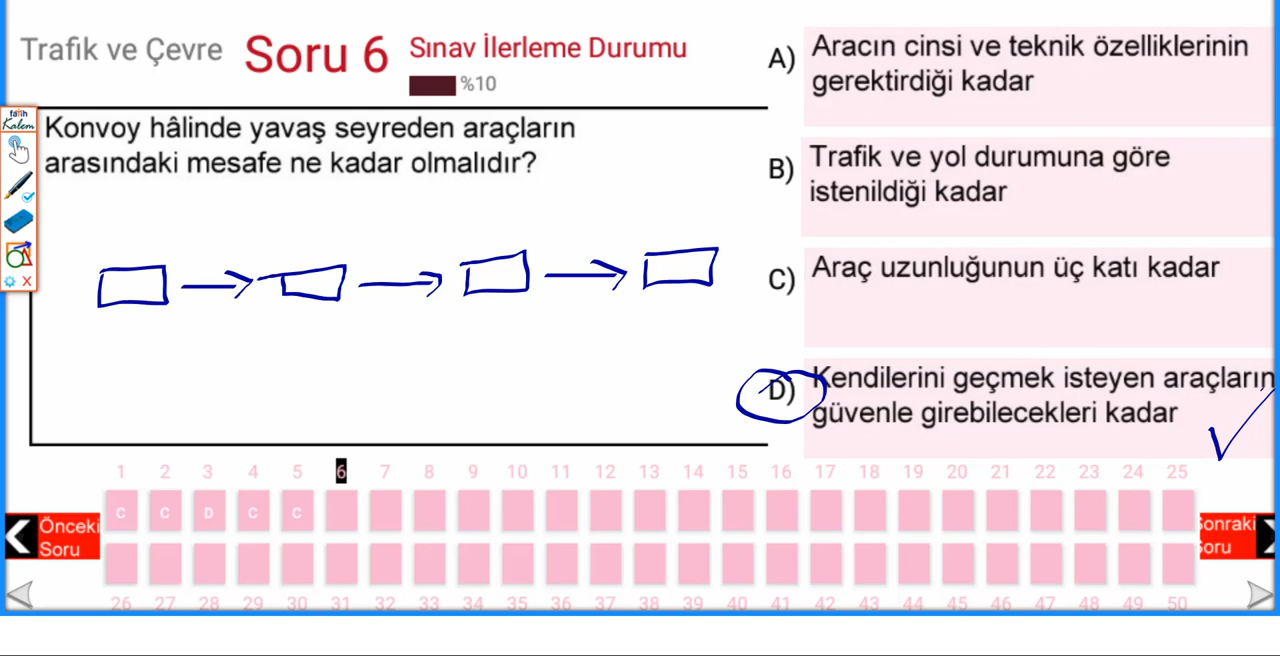 Trafik ve Çevre Soru 6 Sınav İlerleme Durumu
%10
fatih
Kalem
Konvoy hâlinde yavaş seyreden araçların
arasındaki mesafe ne kadar olmalıdır?
A) Aracın cinsi ve teknik özelliklerinin
gerektirdiği kadar
B) Trafik ve yol durumuna göre
istenildiği kadar
C) Araç uzunluğunun üç katı kadar
D) Kendilerini geçmek isteyen araçların
güvenle girebilecekleri kadar
1 2 3 4 5 6 7 8 9 10 11 12 13 14 15 16 17 18 19 20 21 22 23 24 25
C C D C C
Önceki
Soru
Sonraki
Soru
26 27 28 29 30 31 32 33 34 35 36 37 38 39 40 41 42 43 44 45 46 47 48 49 50